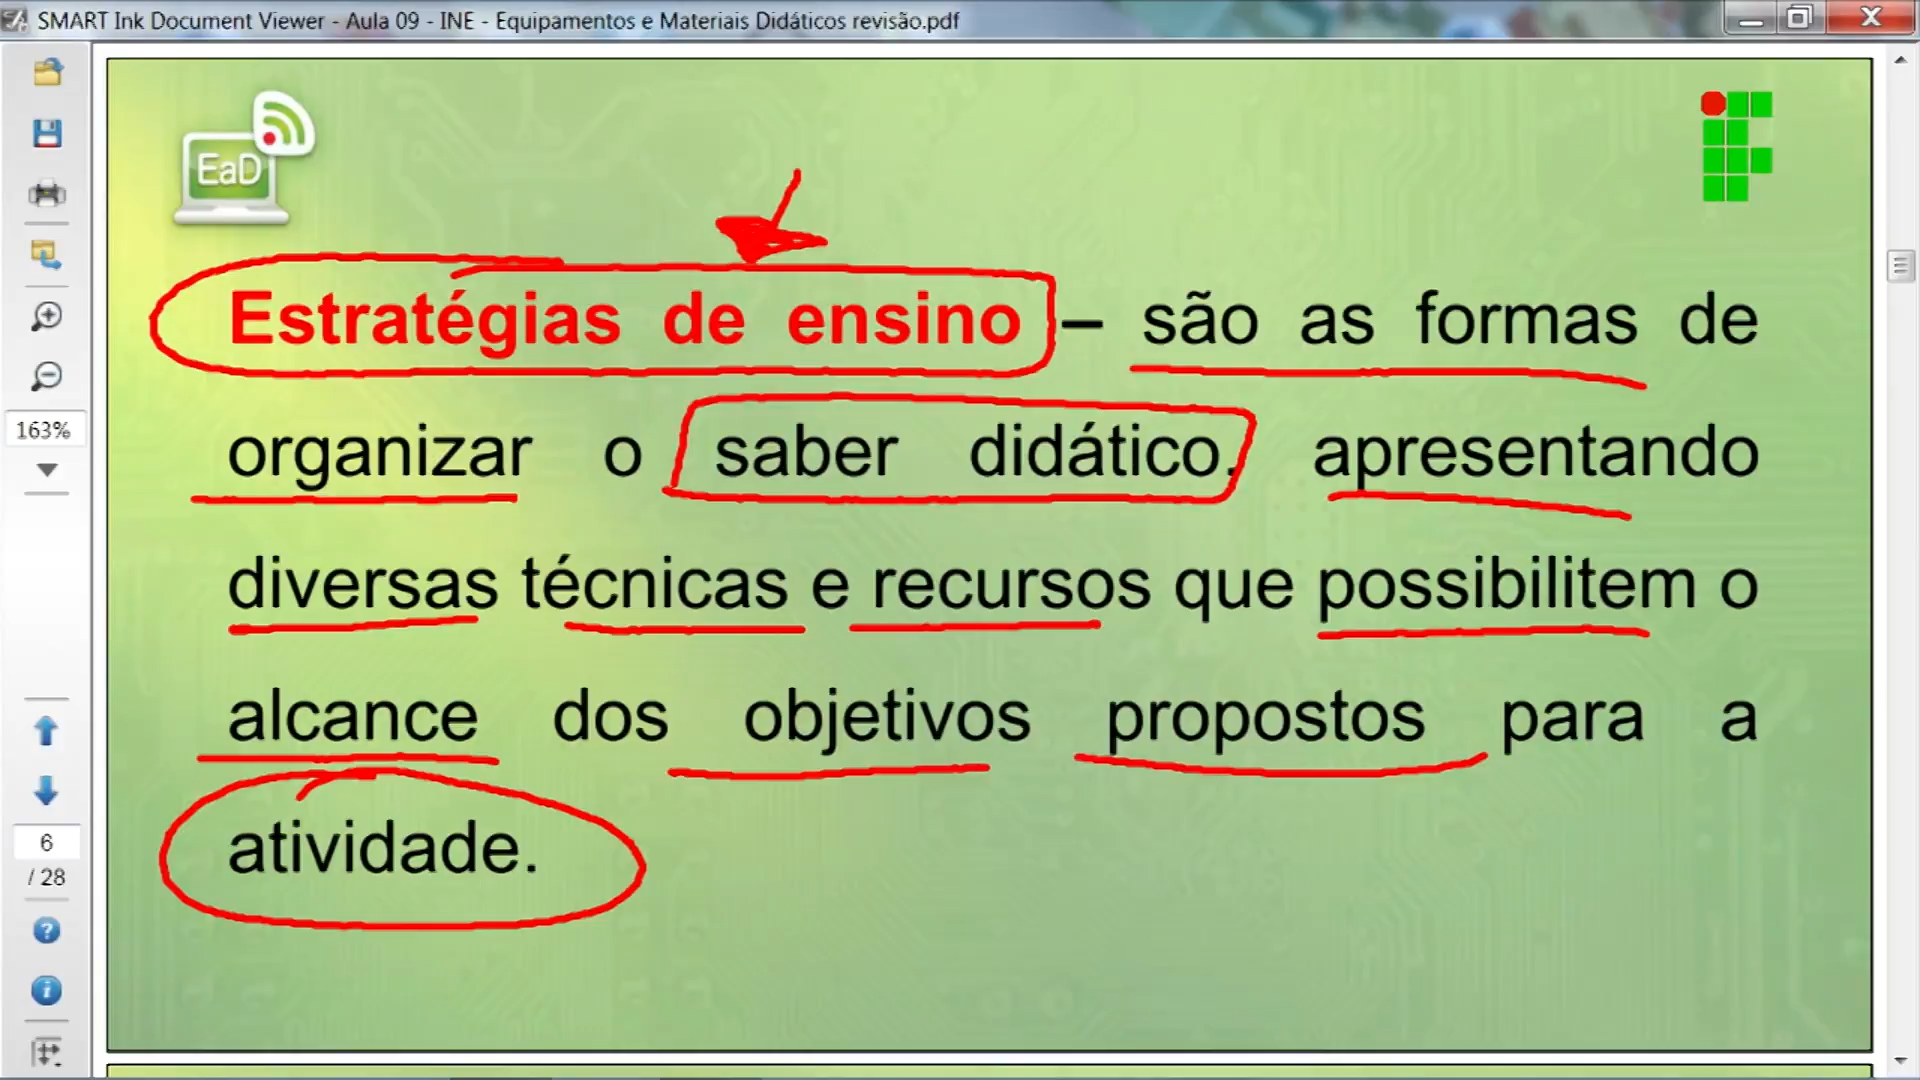 SMART Ink Document Viewer - Aula 09 - INE - Equipamentos e Materiais Didáticos revisão.pdf
EaD
Estratégias de ensino – são as formas de
organizar o saber didático, apresentando
diversas técnicas e recursos que possibilitem o
alcance dos objetivos propostos para a
atividade.
163%
6
/ 28